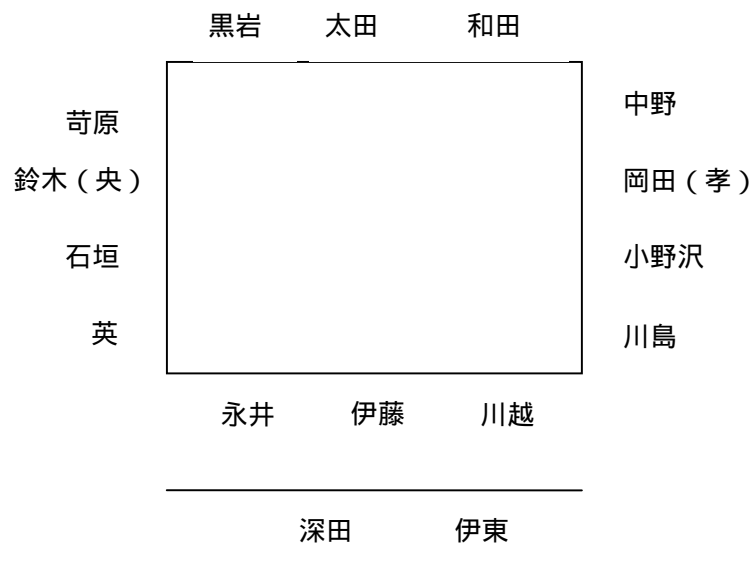 黒岩 太田 和田
中野
苛原
鈴木(央) 岡田(孝)
石垣 小野沢
英 川島
永井 伊藤 川越
深田 伊東